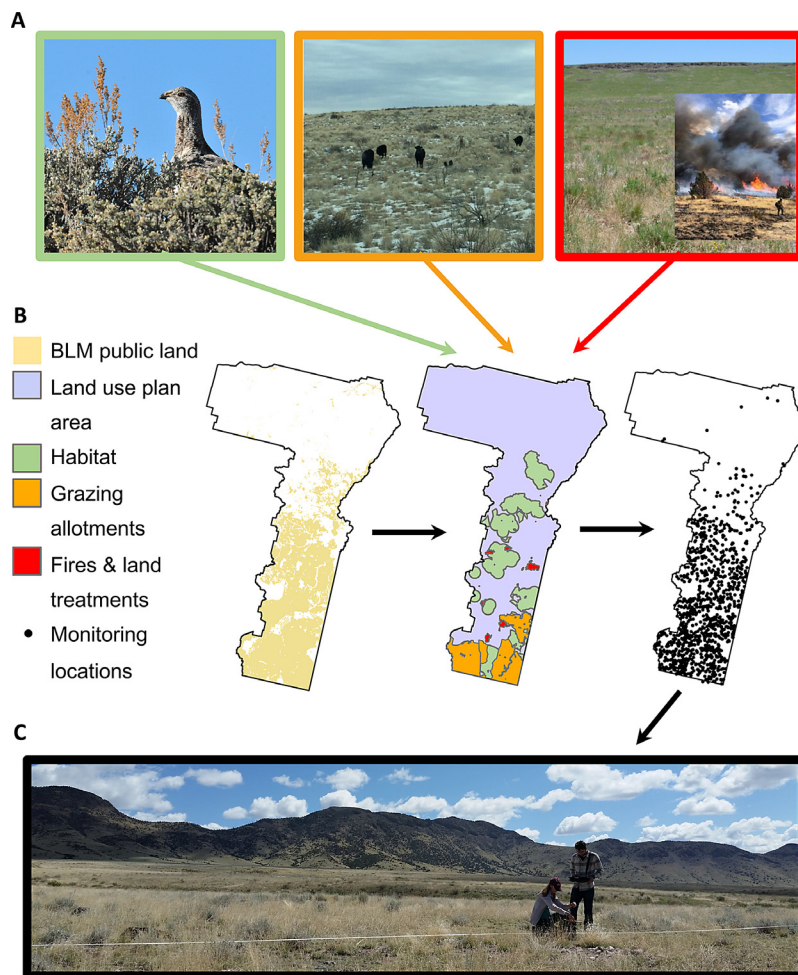 A
B
BLM public land
Land use plan
area
Habitat
Grazing
allotments
Fires & land
treatments
Monitoring
locations
C